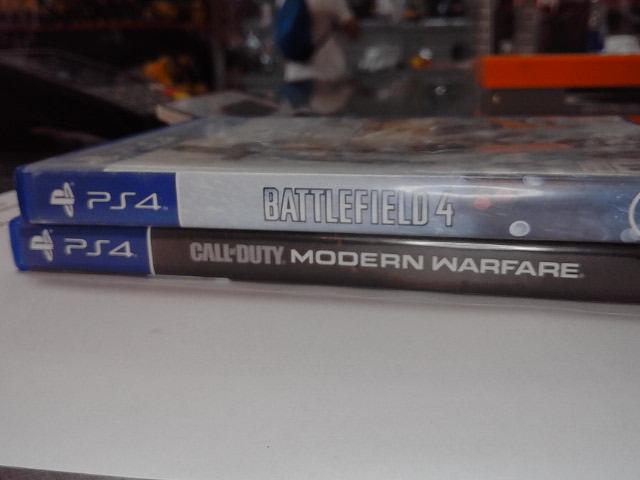 PS4 BATTLEFIELD 4
PS4 CALL OF DUTY MODERN WARFARE